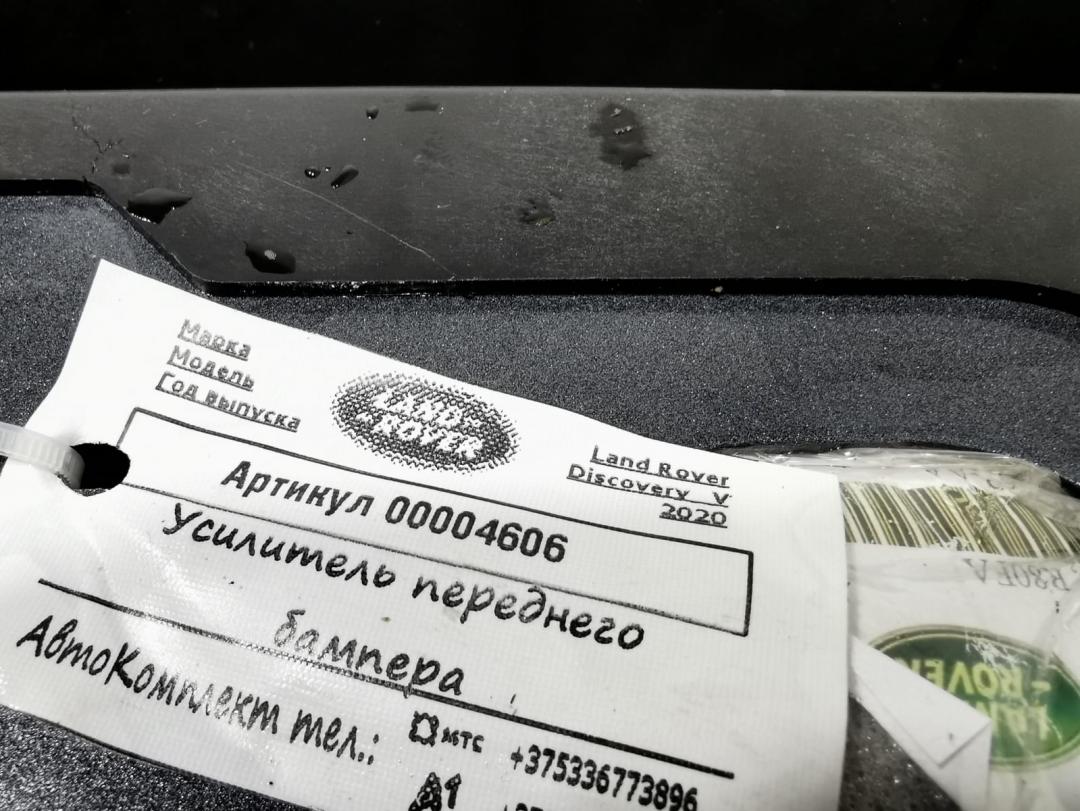 Марка
Модель
Год выпуска
LAND
ROVER
Land Rover
Discovery V
2020
Артикул 00004606
Усилитель переднего
бампера
АвтоКомплект тел.:
мтс +375336773896
A1
LAND
ROVER